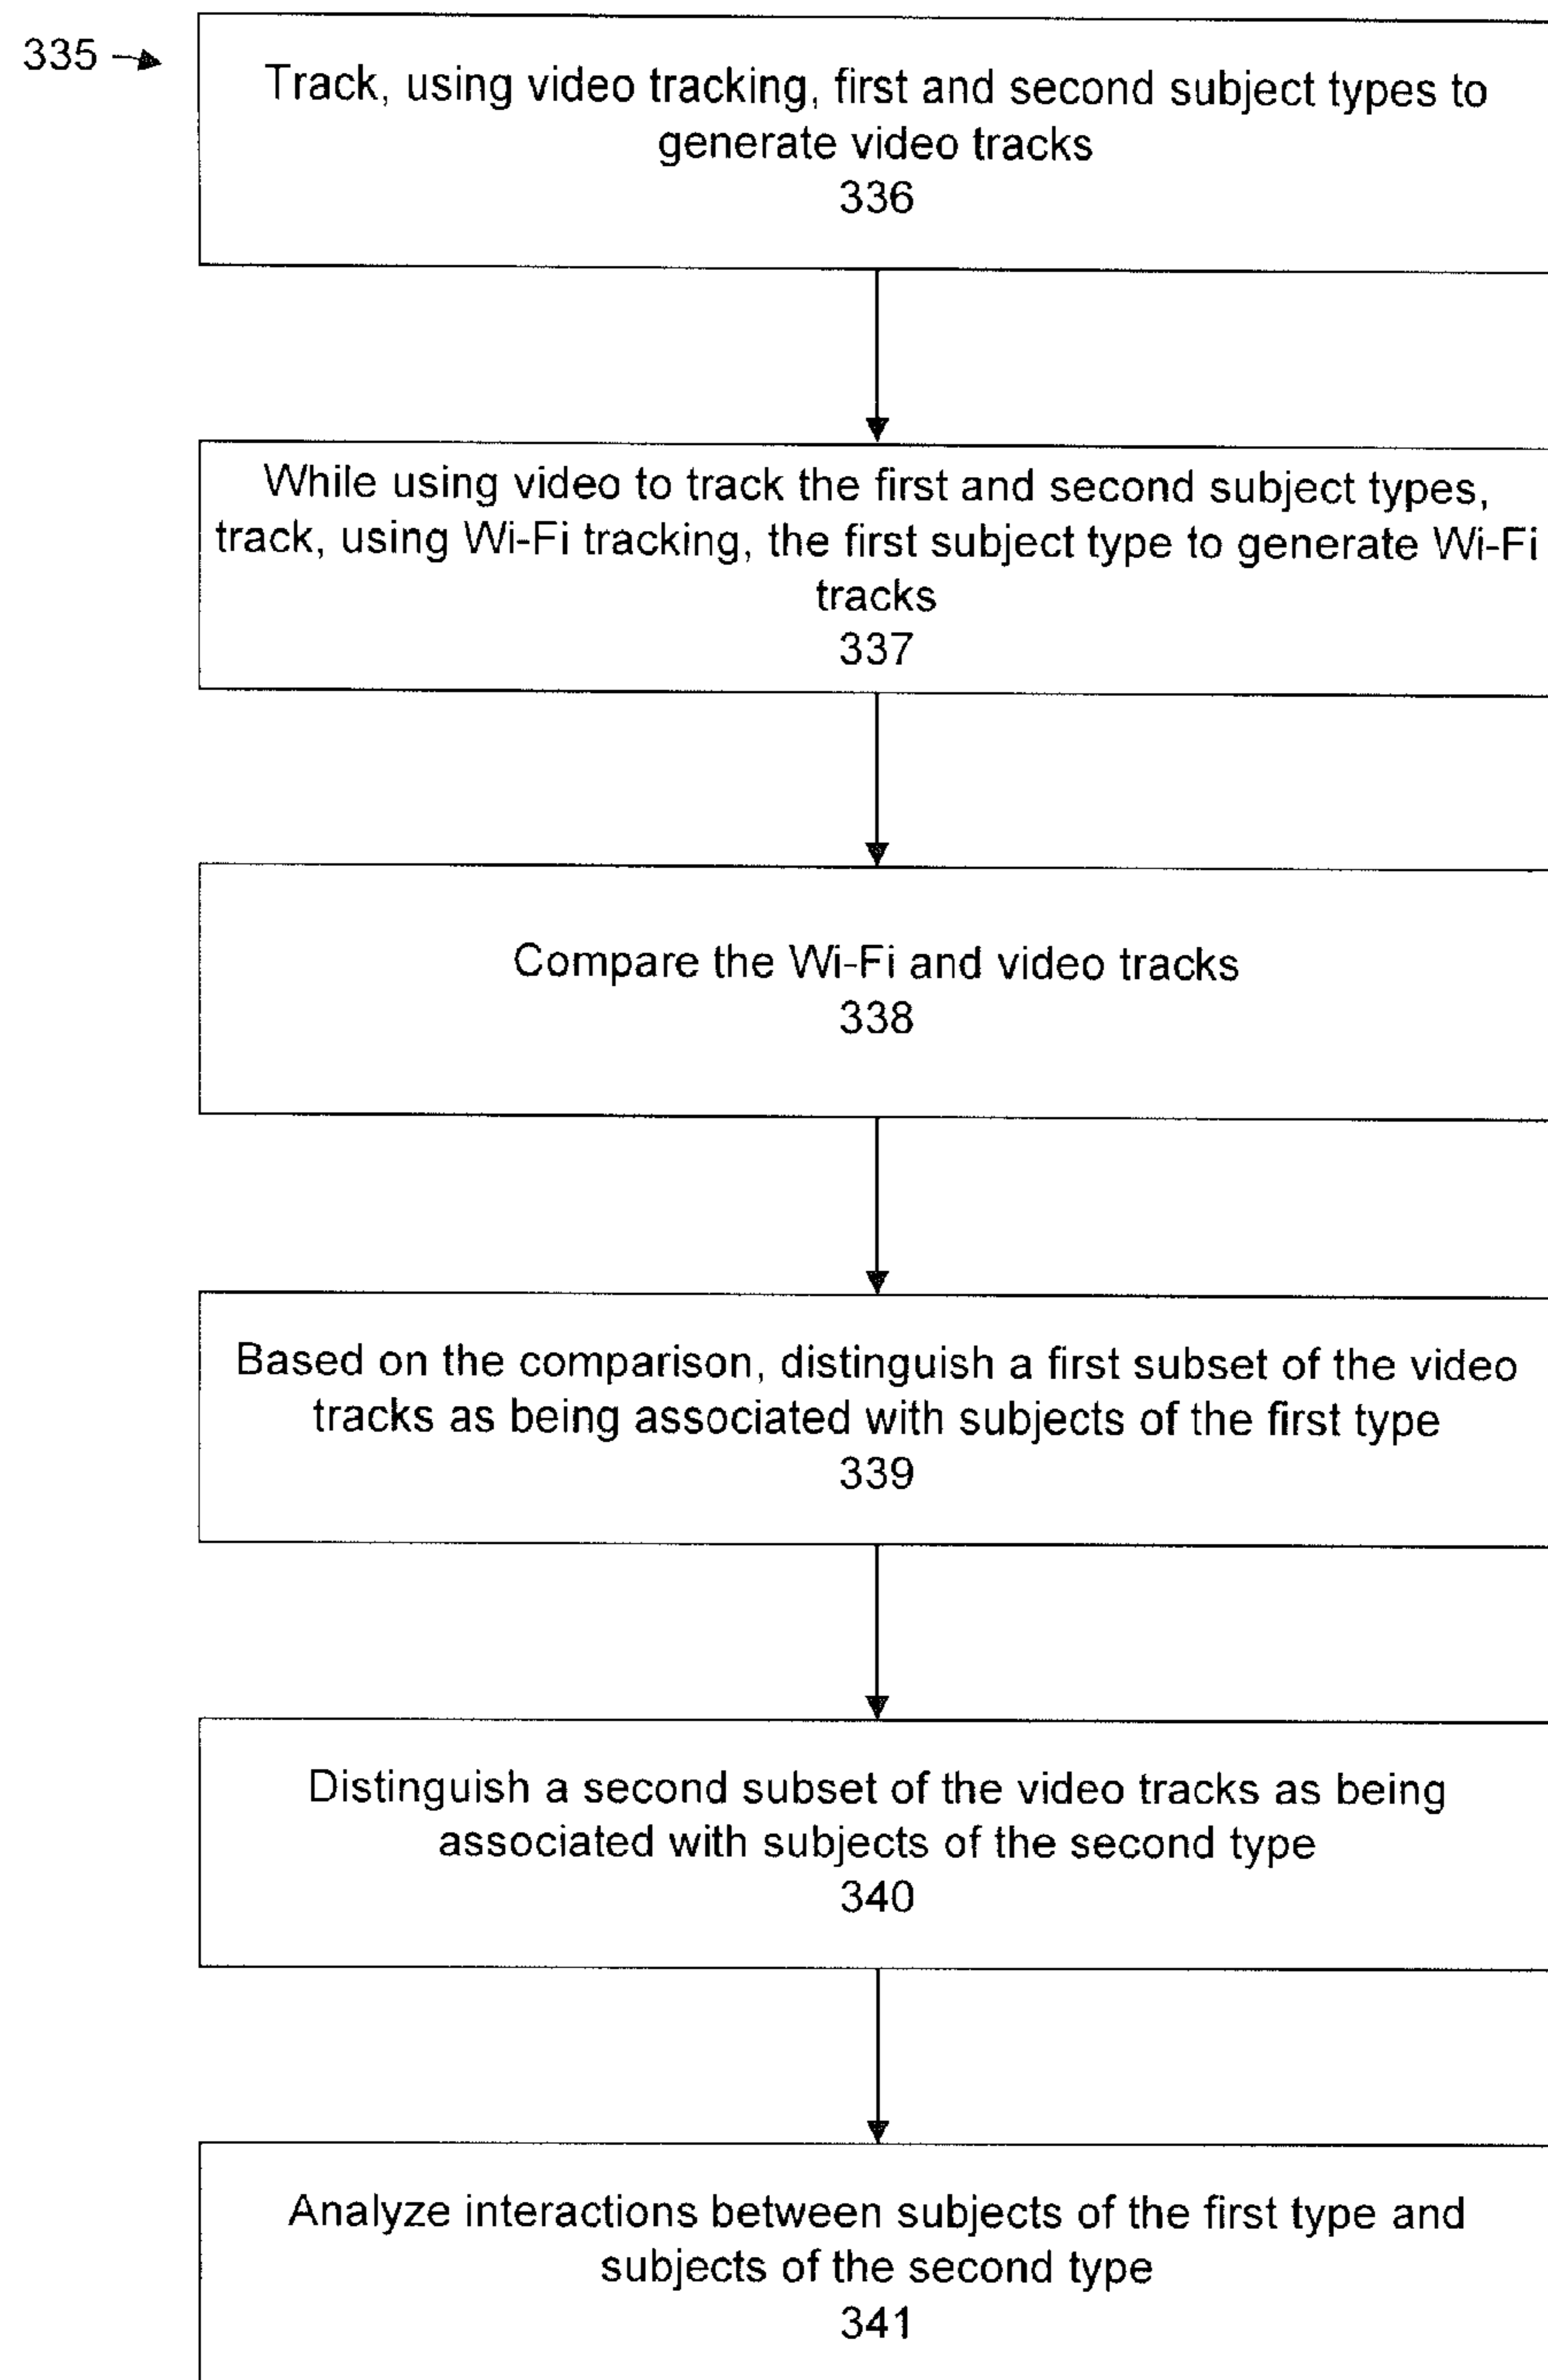 335
Track, using video tracking, first and second subject types to
generate video tracks
336
While using video to track the first and second subject types,
track, using Wi-Fi tracking, the first subject type to generate Wi-Fi
tracks
337
Compare the Wi-Fi and video tracks
338
Based on the comparison, distinguish a first subset of the video
tracks as being associated with subjects of the first type
339
Distinguish a second subset of the video tracks as being
associated with subjects of the second type
340
Analyze interactions between subjects of the first type and
subjects of the second type
341